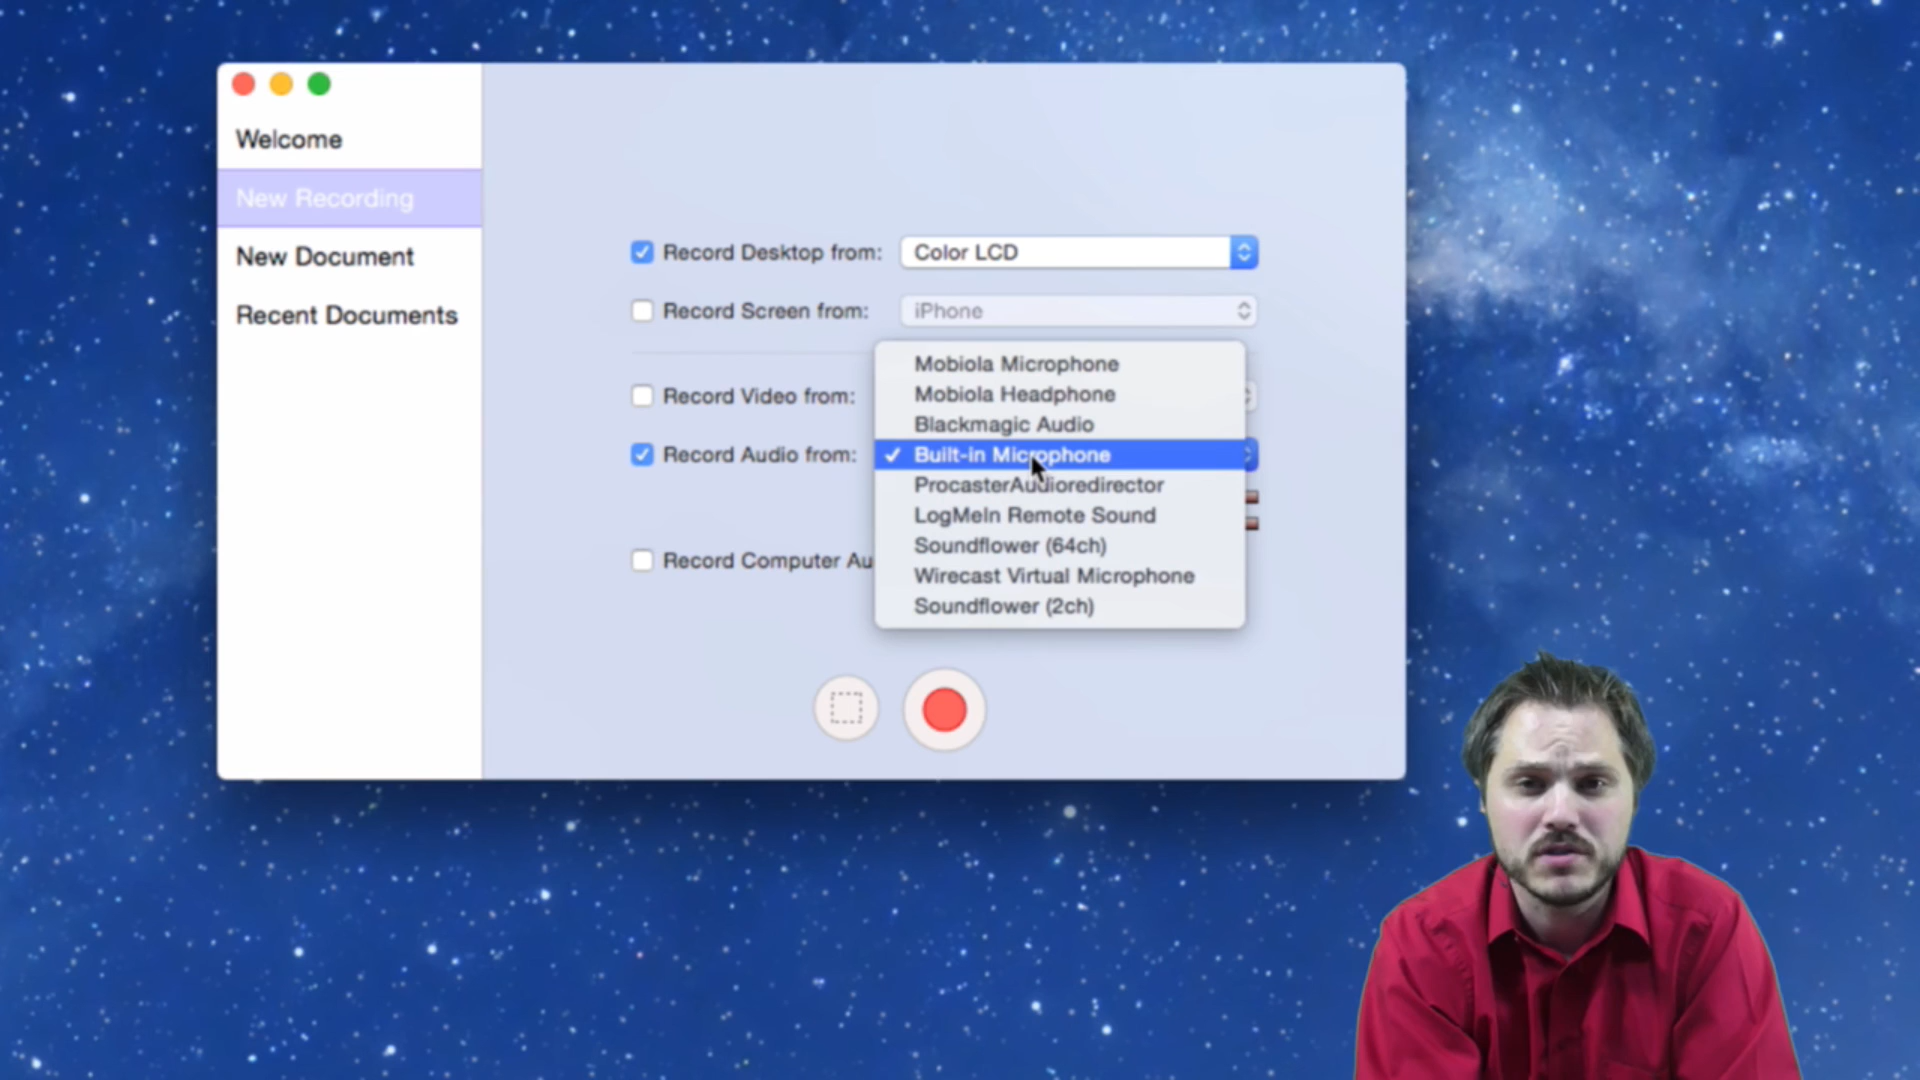 Welcome
New Recording
New Document
Recent Documents
Record Desktop from: Color LCD
Record Screen from: iPhone
Record Video from:
Record Audio from:
Record Computer Au
Mobiola Microphone
Mobiola Headphone
Blackmagic Audio
Built-in Microphone
ProcasterAudioredirector
LogMeIn Remote Sound
Soundflower (64ch)
Wirecast Virtual Microphone
Soundflower (2ch)